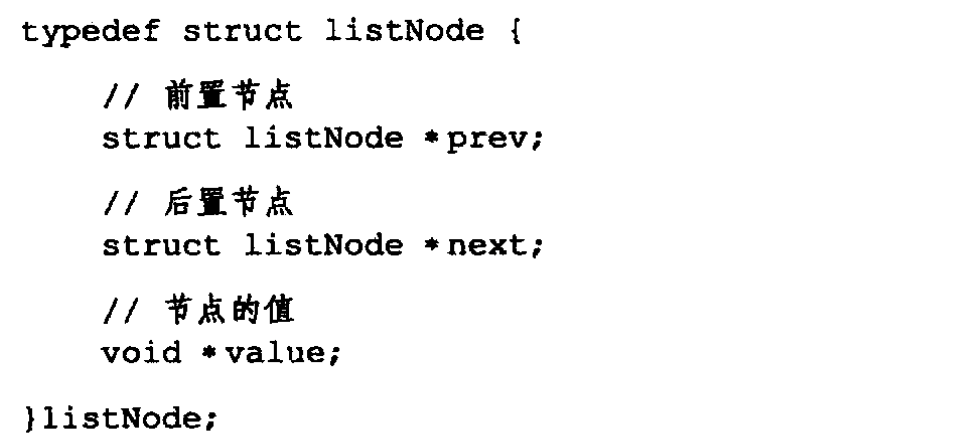 typedef struct listNode {
// 前置节点
struct listNode *prev;
// 后置节点
struct listNode *next;
// 节点的值
void *value;
}listNode;